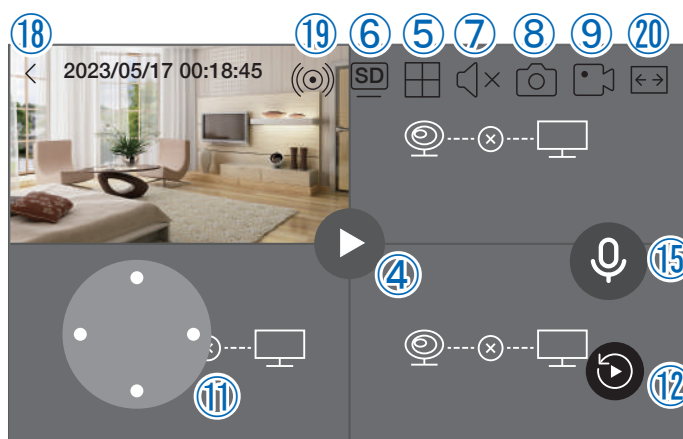 ⑱ ⑲ ⑥ ⑤ ⑦ ⑧ ⑨ ⑳
2023/05/17 00:18:45 SD
④ ⑮
⑪ ⑫